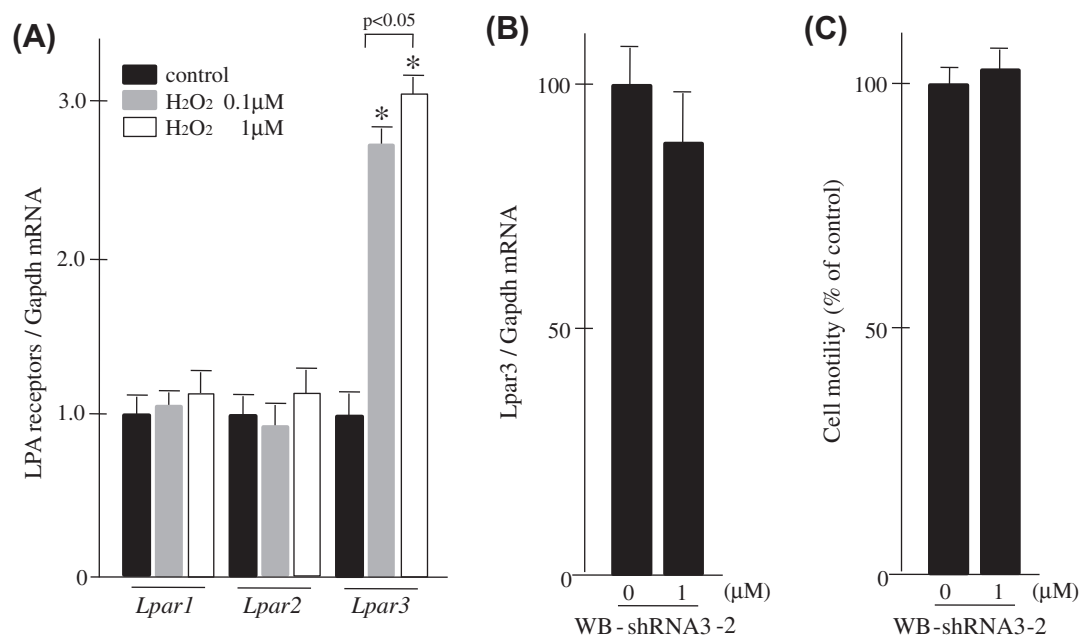 (A)
p<0.05
*
*
control
H2O2 0.1μM
H2O2 1μM
LPA receptors / Gapdh mRNA
3.0
2.0
1.0
0
Lpar1 Lpar2 Lpar3
(B)
Lpar3 / Gapdh mRNA
100
50
0
0 1 (μM)
WB-shRNA3-2
(C)
Cell motility (% of control)
100
50
0
0 1 (μM)
WB-shRNA3-2